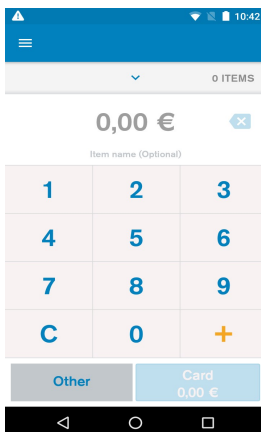 10:42
0 ITEMS
0,00 €
Item name (Optional)
1 2 3
4 5 6
7 8 9
C 0 +
Other
Card
0,00 €